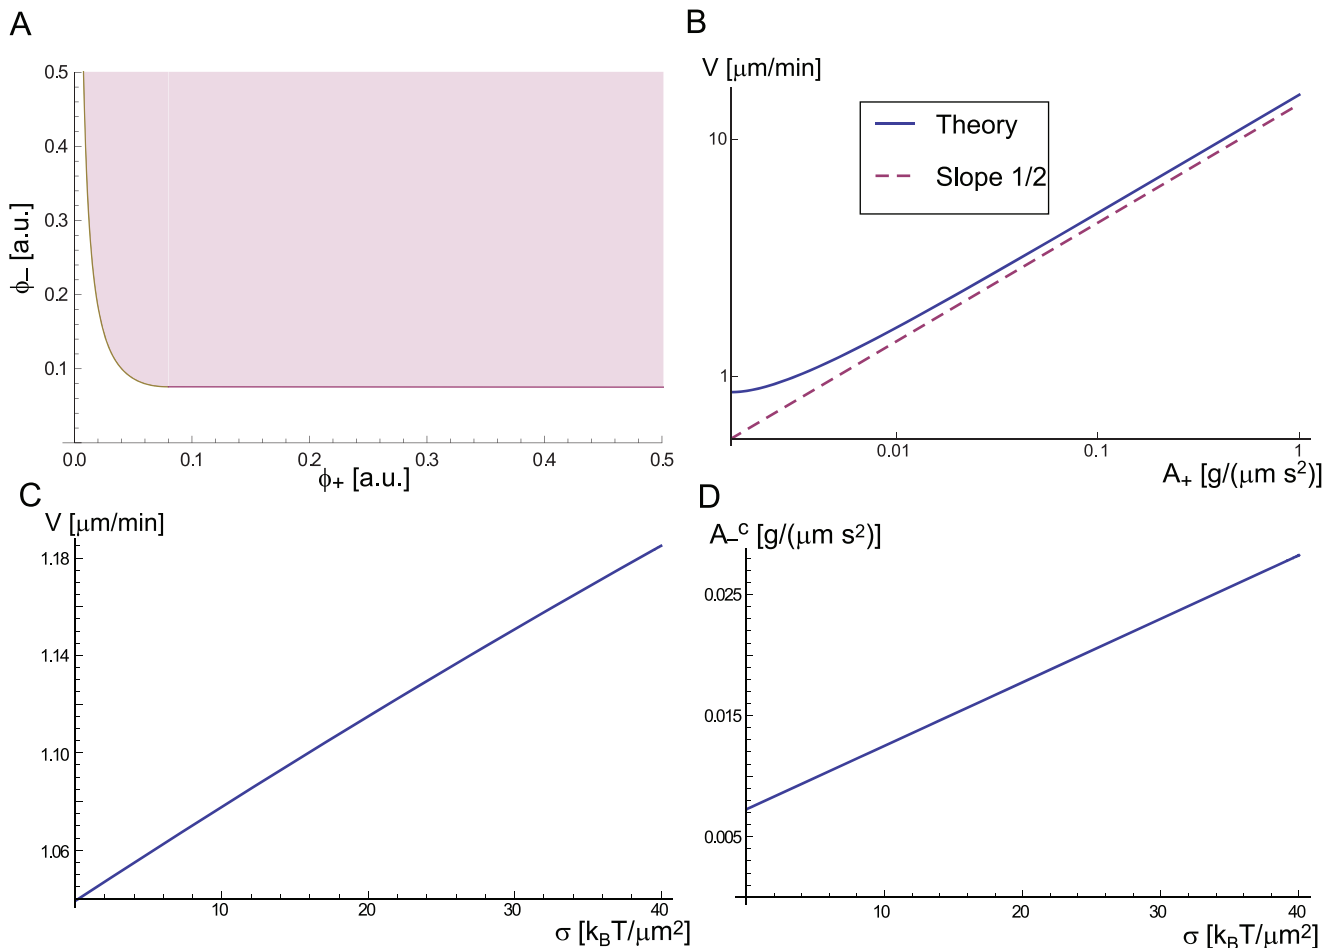 A
0.5
0.4
0.3
0.2
0.1
ϕ− [a.u.]
0.0 0.1 0.2 0.3 0.4 0.5
ϕ+ [a.u.]
B
V [μm/min]
10
1
Theory
Slope 1/2
0.01 0.1 1
A+ [g/(μm s²)]
C
V [μm/min]
1.18
1.14
1.10
1.06
0 10 20 30 40
σ [kBT/μm²]
D
A−ᶜ [g/(μm s²)]
0.025
0.015
0.005
10 20 30 40
σ [kBT/μm²]